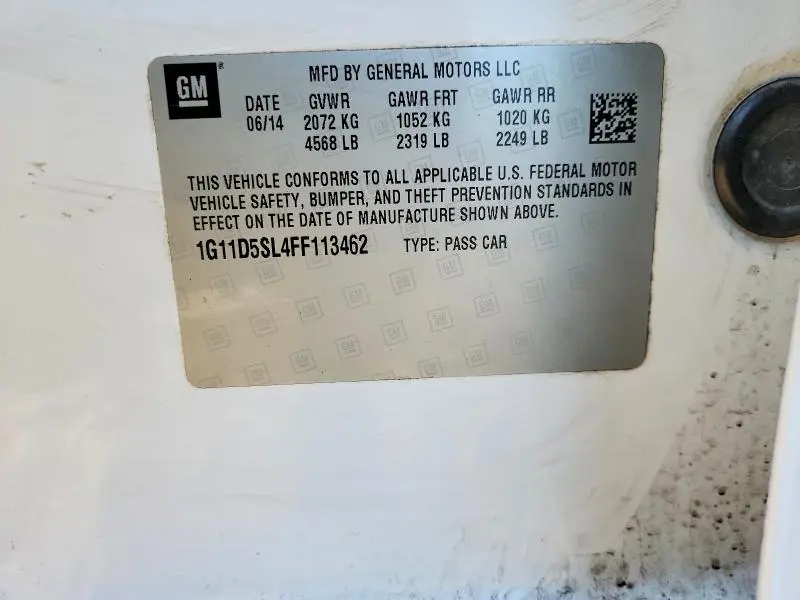 GM®
MFD BY GENERAL MOTORS LLC
DATE GVWR GAWR FRT GAWR RR
06/14 2072 KG 1052 KG 1020 KG
4568 LB 2319 LB 2249 LB
THIS VEHICLE CONFORMS TO ALL APPLICABLE U.S. FEDERAL MOTOR
VEHICLE SAFETY, BUMPER, AND THEFT PREVENTION STANDARDS IN
EFFECT ON THE DATE OF MANUFACTURE SHOWN ABOVE.
1G11D5SL4FF113462 TYPE: PASS CAR